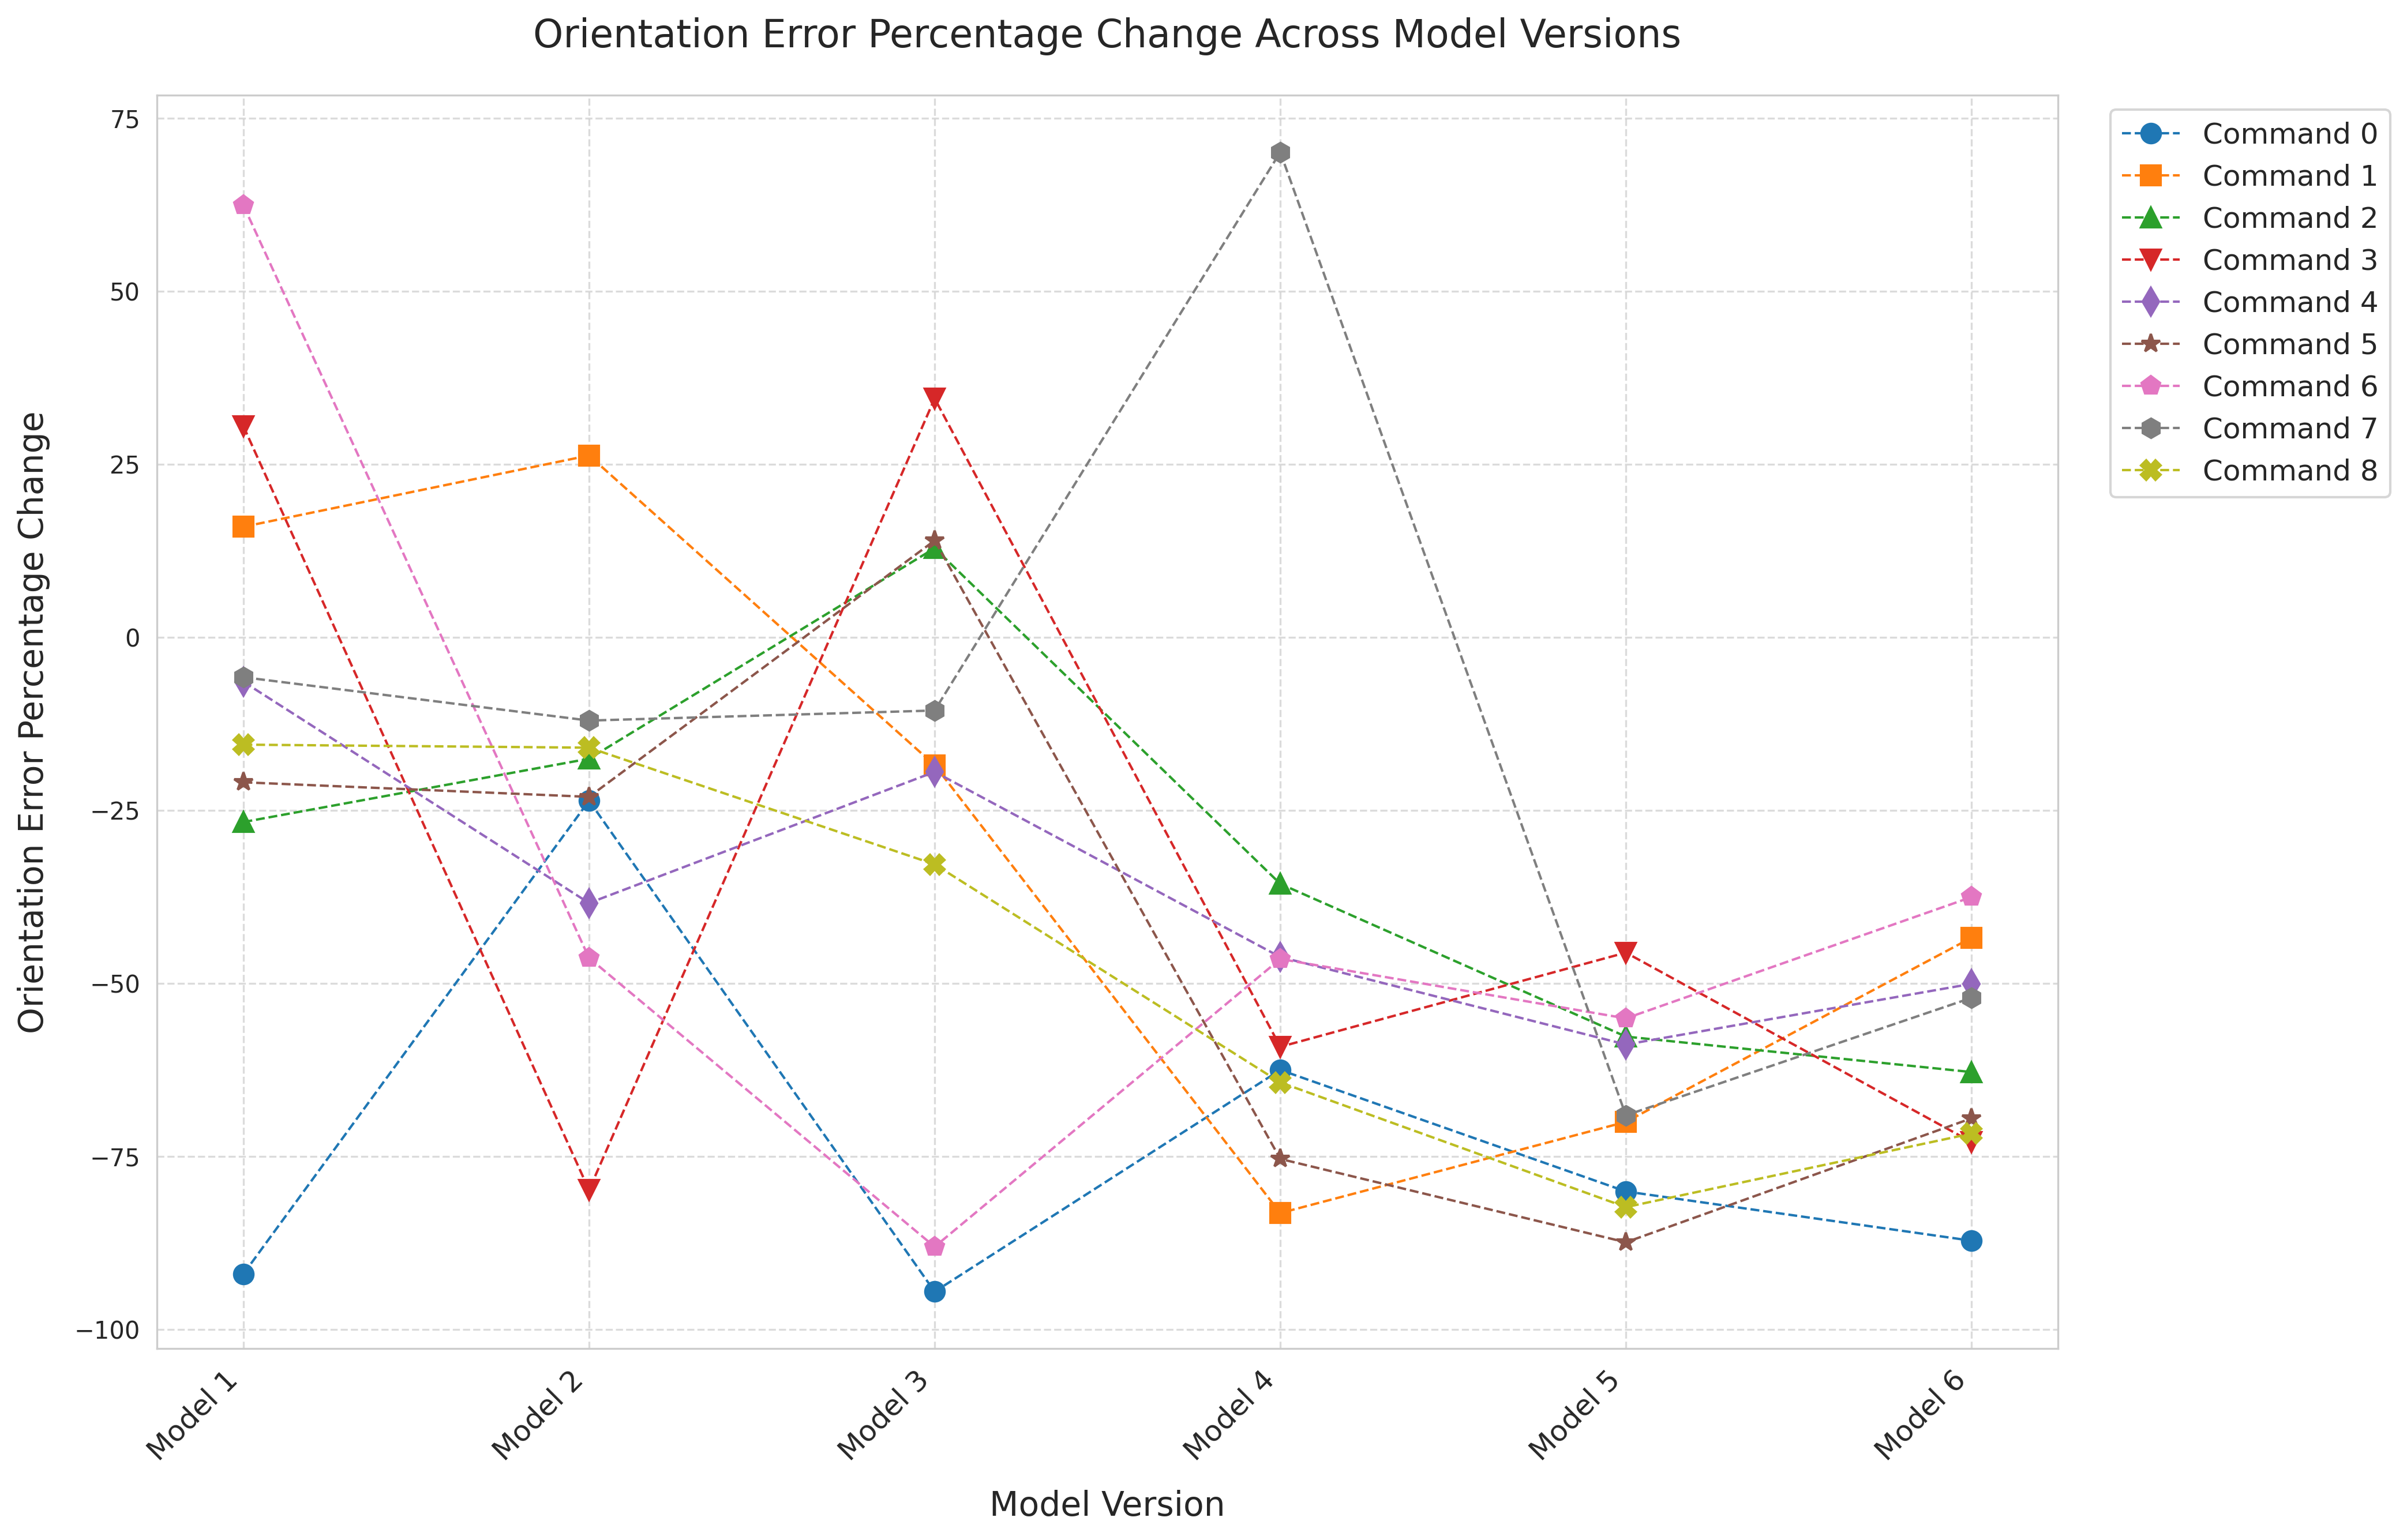 Orientation Error Percentage Change Across Model Versions
75
50
25
0
−25
−50
−75
−100
Orientation Error Percentage Change
Model 1
Model 2
Model 3
Model 4
Model 5
Model 6
Model Version
Command 0
Command 1
Command 2
Command 3
Command 4
Command 5
Command 6
Command 7
Command 8